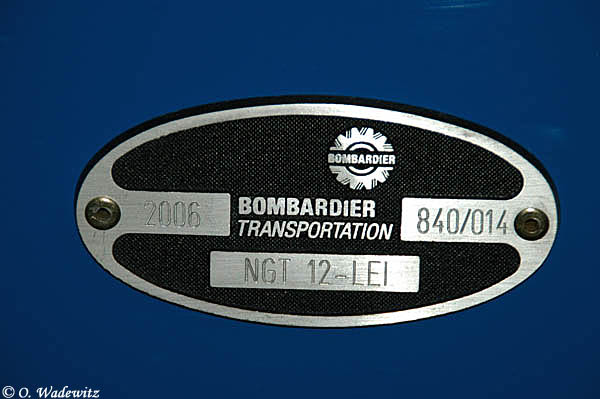 BOMBARDIER
2006
BOMBARDIER
TRANSPORTATION
840/014
NGT 12-LEI
© O. Wadewitz